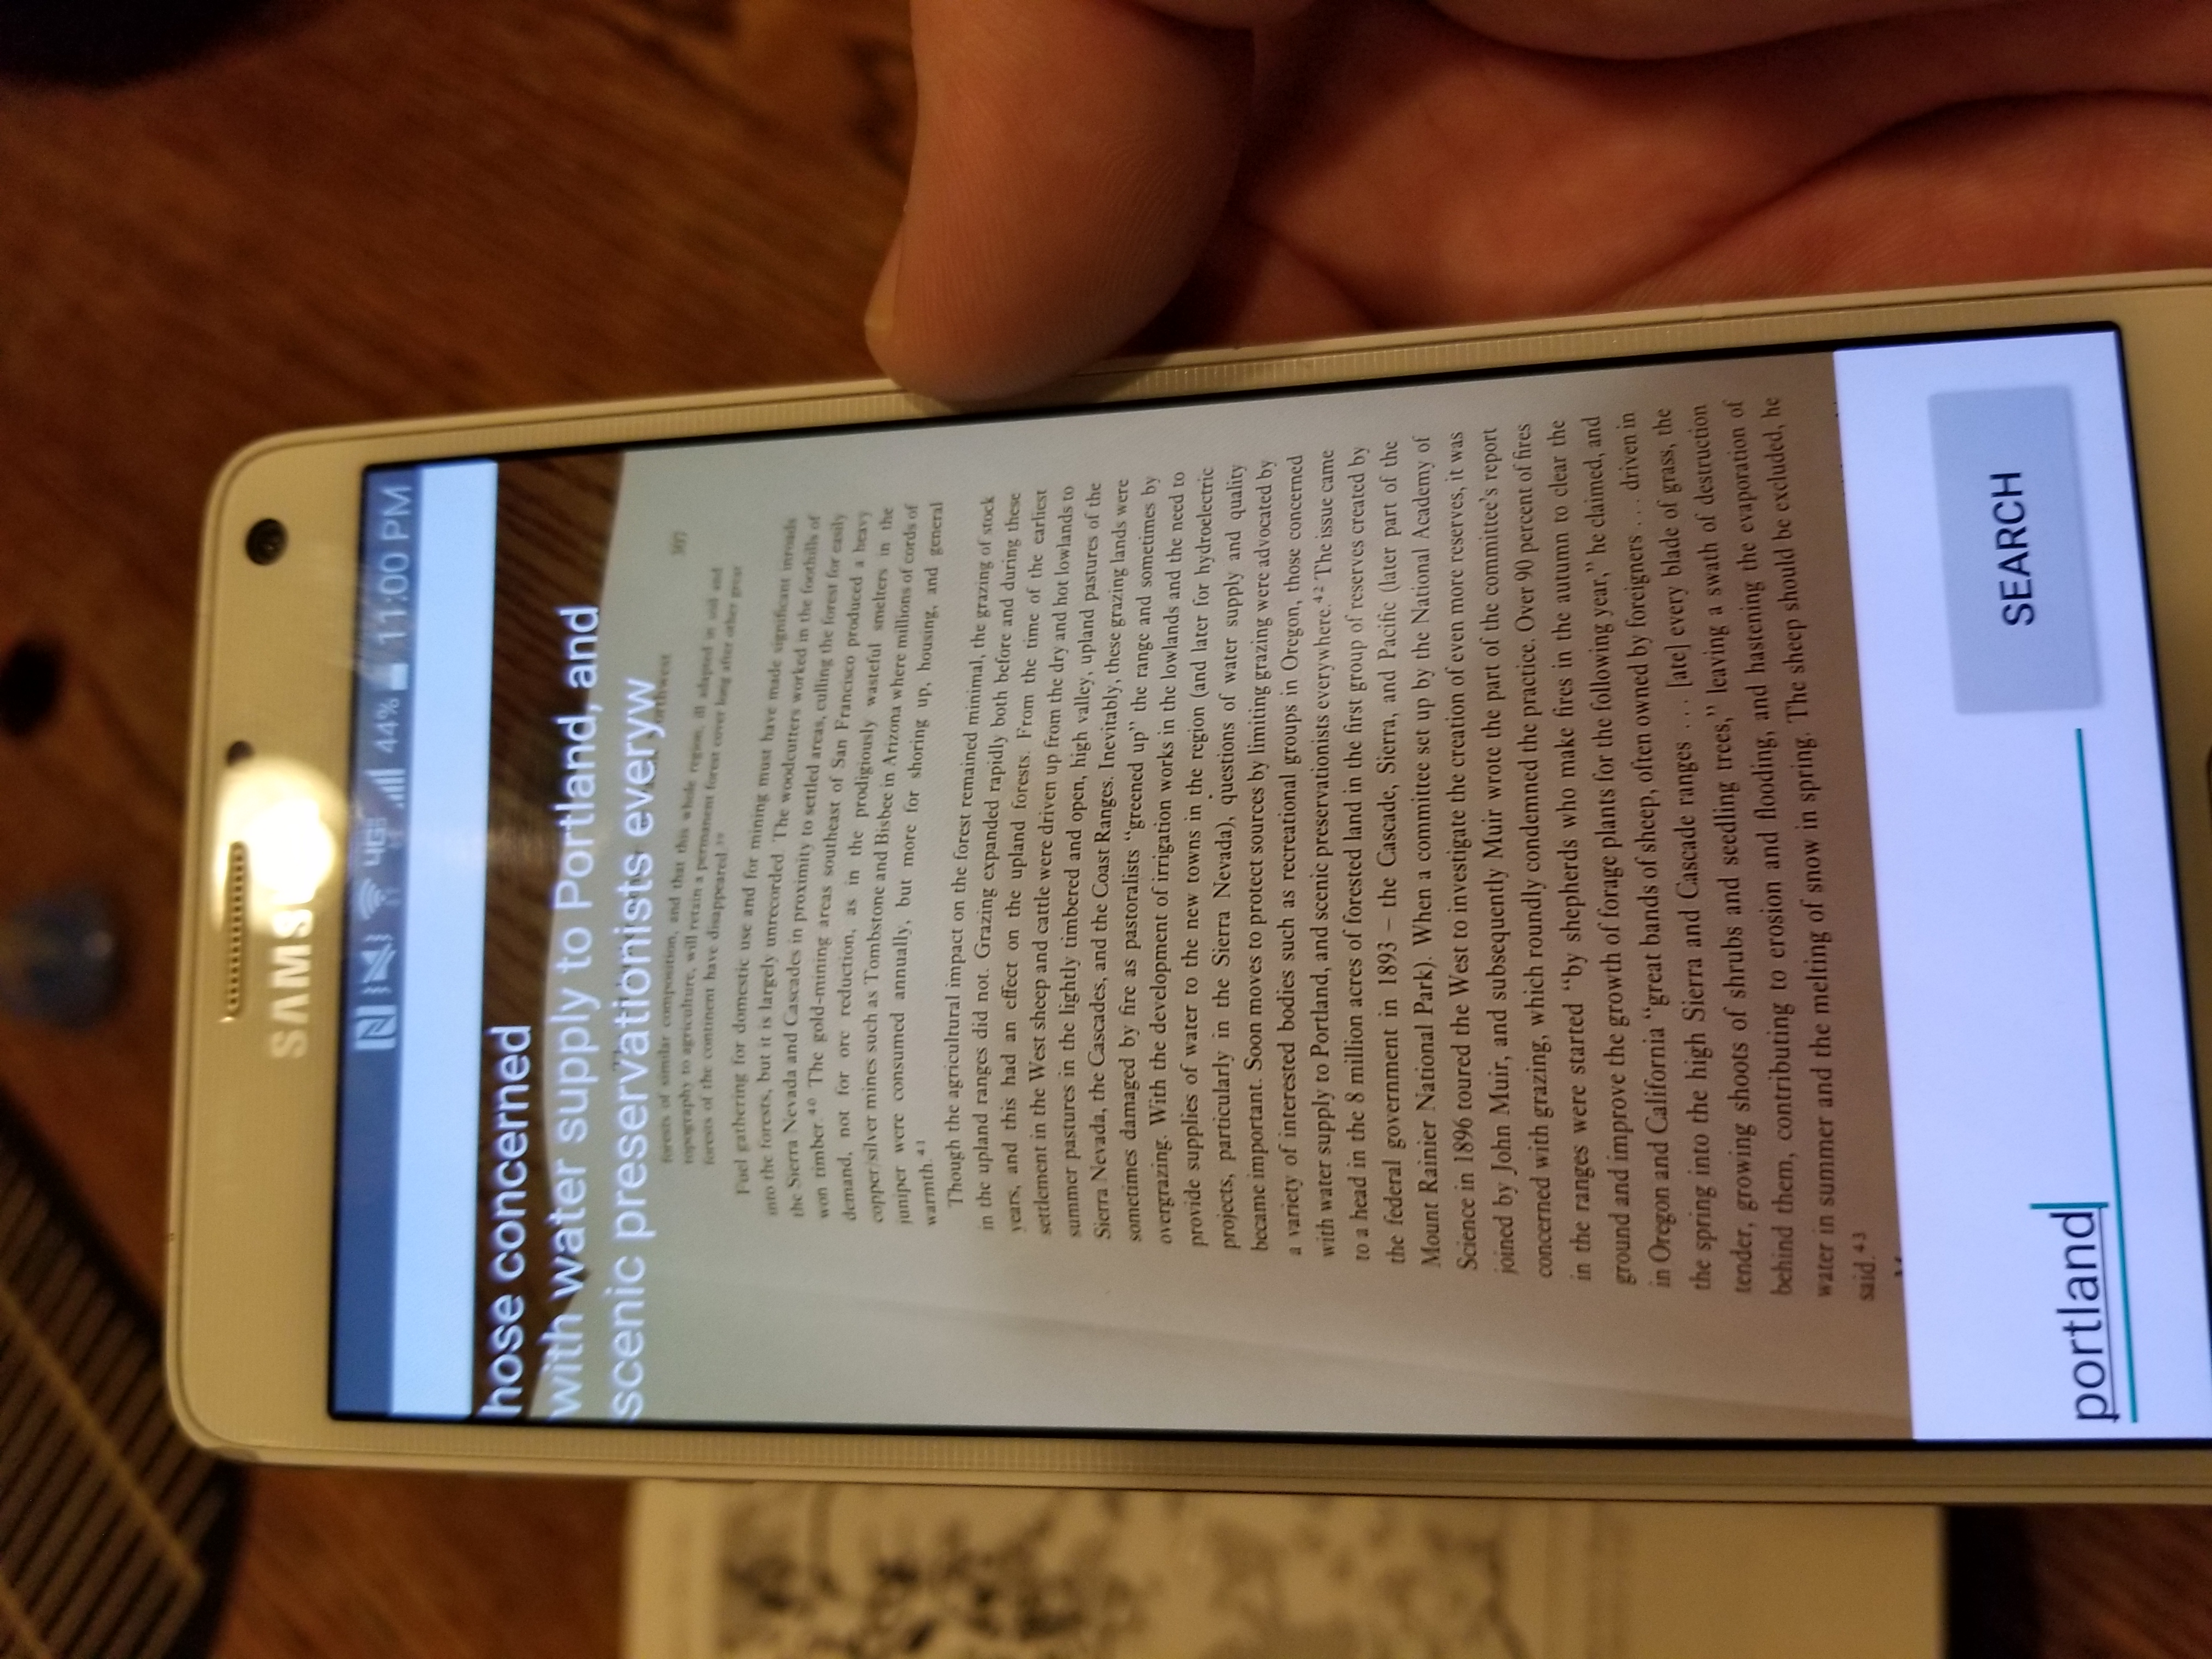 SAMS
4G 44% 11:00 PM
hose concerned
with water supply to Portland, and
scenic preservationists everyw
orthwest 307
forests of similar composition, and that this whole region, ill adapted in soil and
topography to agriculture, will retain a permanent forest cover long after other great
forests of the continent have disappeared.³⁹
Fuel gathering for domestic use and for mining must have made significant inroads
into the forests, but it is largely unrecorded. The woodcutters worked in the foothills of
the Sierra Nevada and Cascades in proximity to settled areas, culling the forest for easily
won timber.⁴⁰ The gold-mining areas southeast of San Francisco produced a heavy
demand, not for ore reduction, as in the prodigiously wasteful smelters in the
copper/silver mines such as Tombstone and Bisbee in Arizona where millions of cords of
juniper were consumed annually, but more for shoring up, housing, and general
warmth.⁴¹
Though the agricultural impact on the forest remained minimal, the grazing of stock
in the upland ranges did not. Grazing expanded rapidly both before and during these
years, and this had an effect on the upland forests. From the time of the earliest
settlement in the West sheep and cattle were driven up from the dry and hot lowlands to
summer pastures in the lightly timbered and open, high valley, upland pastures of the
Sierra Nevada, the Cascades, and the Coast Ranges. Inevitably, these grazing lands were
sometimes damaged by fire as pastoralists “greened up” the range and sometimes by
overgrazing. With the development of irrigation works in the lowlands and the need to
provide supplies of water to the new towns in the region (and later for hydroelectric
projects, particularly in the Sierra Nevada), questions of water supply and quality
became important. Soon moves to protect sources by limiting grazing were advocated by
a variety of interested bodies such as recreational groups in Oregon, those concerned
with water supply to Portland, and scenic preservationists everywhere.⁴² The issue came
to a head in the 8 million acres of forested land in the first group of reserves created by
the federal government in 1893 – the Cascade, Sierra, and Pacific (later part of the
Mount Rainier National Park). When a committee set up by the National Academy of
Science in 1896 toured the West to investigate the creation of even more reserves, it was
joined by John Muir, and subsequently Muir wrote the part of the committee’s report
concerned with grazing, which roundly condemned the practice. Over 90 percent of fires
in the ranges were started “by shepherds who make fires in the autumn to clear the
ground and improve the growth of forage plants for the following year,” he claimed, and
in Oregon and California “great bands of sheep, often owned by foreigners . . . driven in
the spring into the high Sierra and Cascade ranges . . . [ate] every blade of grass, the
tender, growing shoots of shrubs and seedling trees,” leaving a swath of destruction
behind them, contributing to erosion and flooding, and hastening the evaporation of
water in summer and the melting of snow in spring. The sheep should be excluded, he
said.⁴³
portland
SEARCH